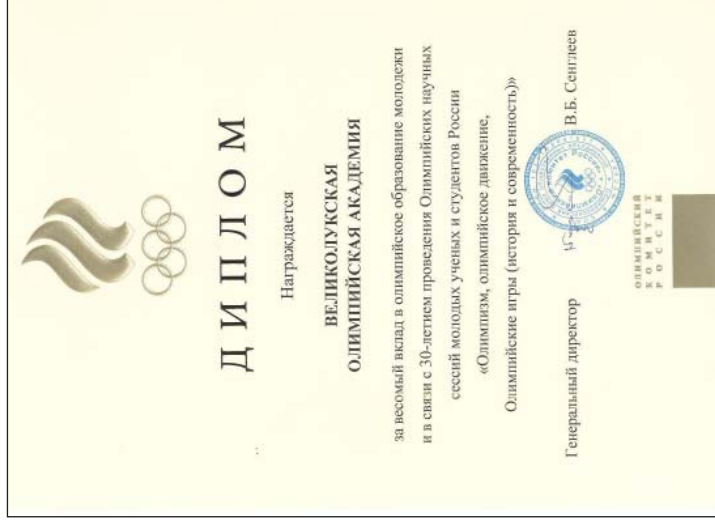 ДИПЛОМ
Награждается
ВЕЛИКОЛУКСКАЯ
ОЛИМПИЙСКАЯ АКАДЕМИЯ
за весомый вклад в олимпийское образование молодежи
и в связи с 30-летием проведения Олимпийских научных
сессий молодых ученых и студентов России
«Олимпизм, олимпийское движение,
Олимпийские игры (история и современность)»
Генеральный директор В.Б. Сенглеев
ОЛИМПИЙСКИЙ
КОМИТЕТ
РОССИИ